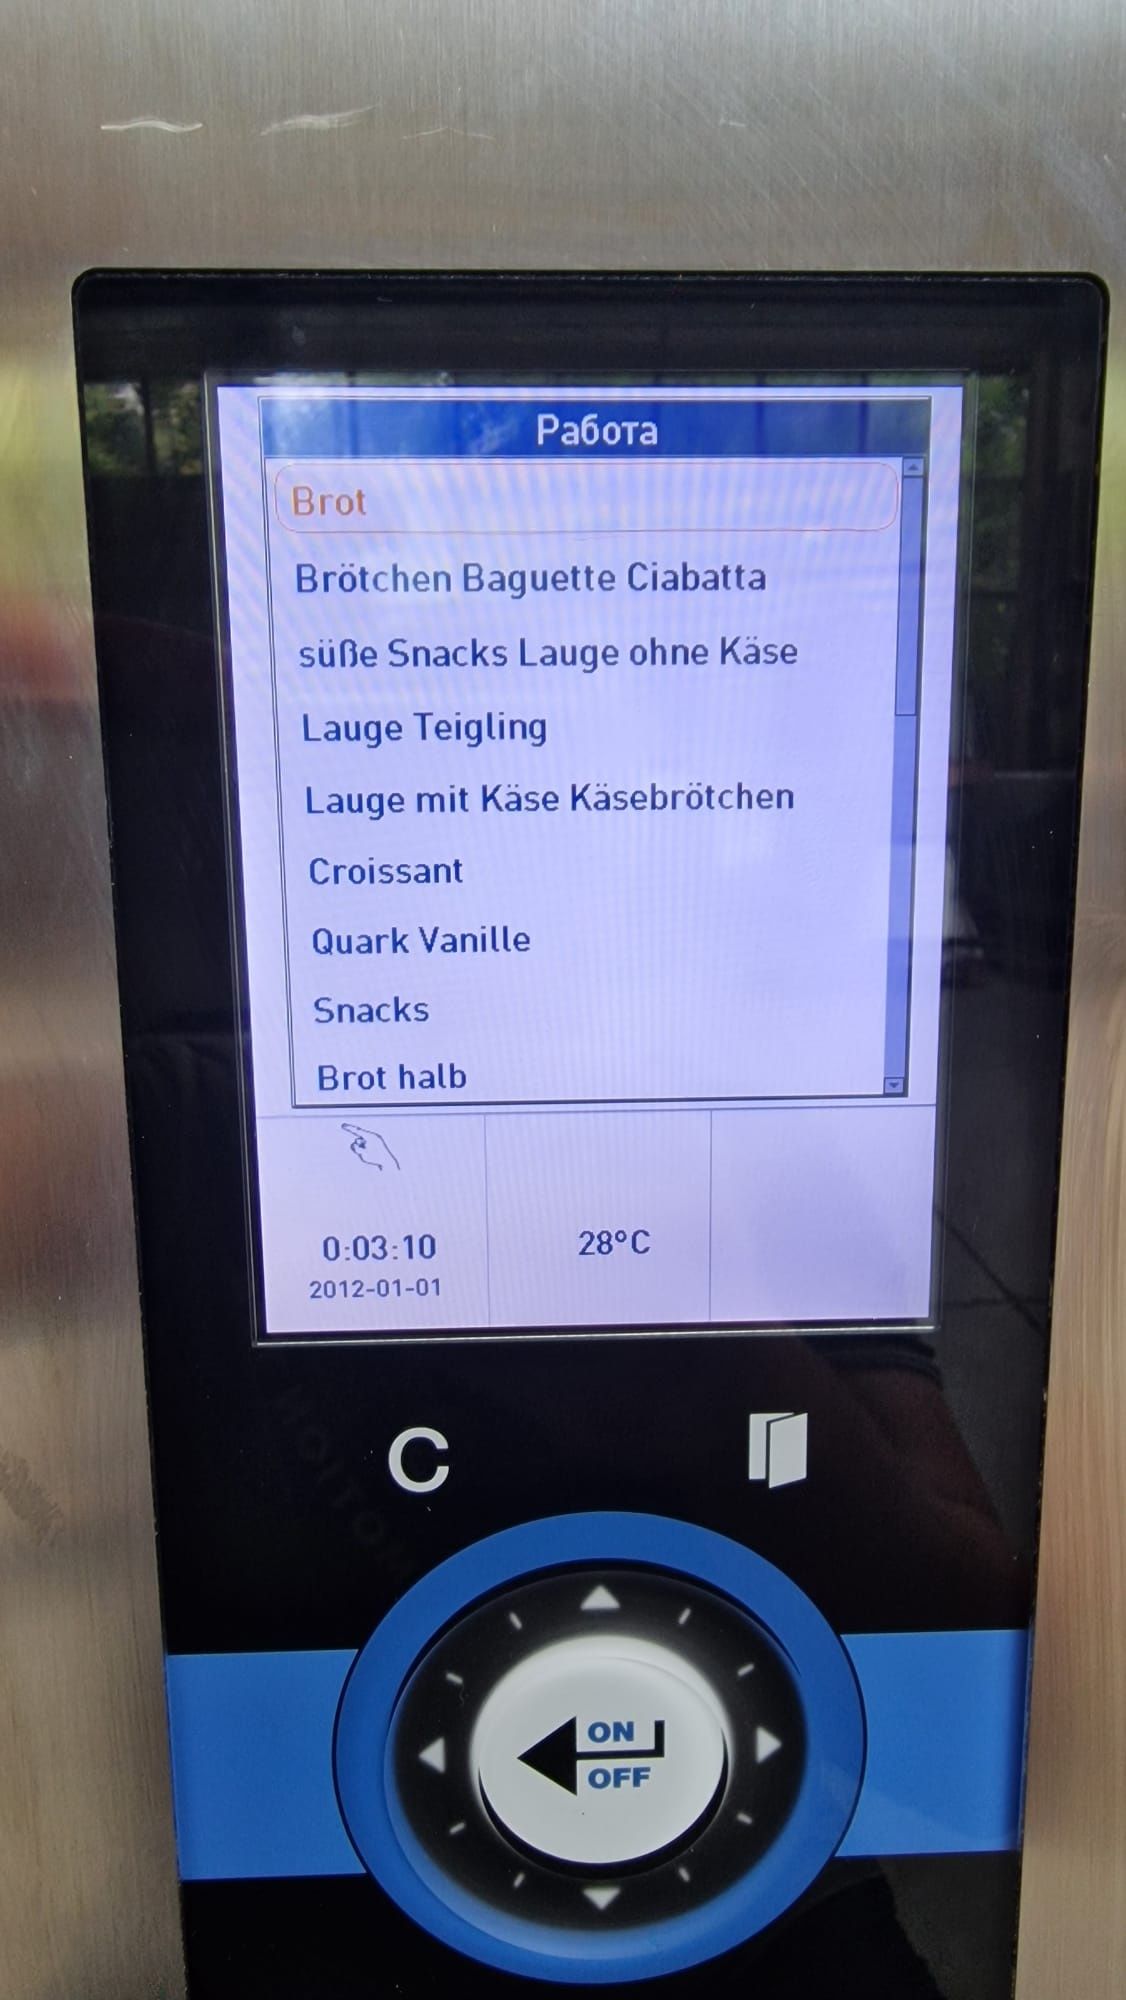 Работа
Brot
Brötchen Baguette Ciabatta
süße Snacks Lauge ohne Käse
Lauge Teigling
Lauge mit Käse Käsebrötchen
Croissant
Quark Vanille
Snacks
Brot halb
0:03:10
28°C
2012-01-01
C
ON
OFF